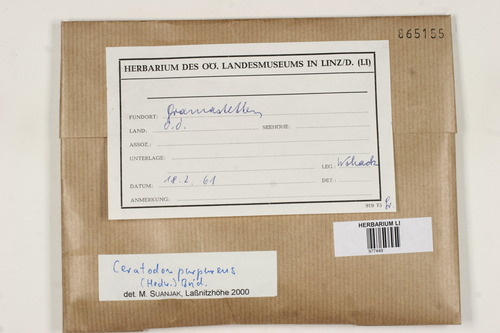 865155
HERBARIUM DES OÖ. LANDESMUSEUMS IN LINZ/D. (LI)
FUNDORT: Gramastetten
LAND: O.Ö. SEEHÖHE:
ASSOZ.:
UNTERLAGE:
LEG.:
DATUM: 18.2.61 DET.:
ANMERKUNG:
HERBARIUM LI
Ceratodon purpureus
(Hedw.) Brid.
det. M. SUANJAK, Laßnitzhöhe 2000